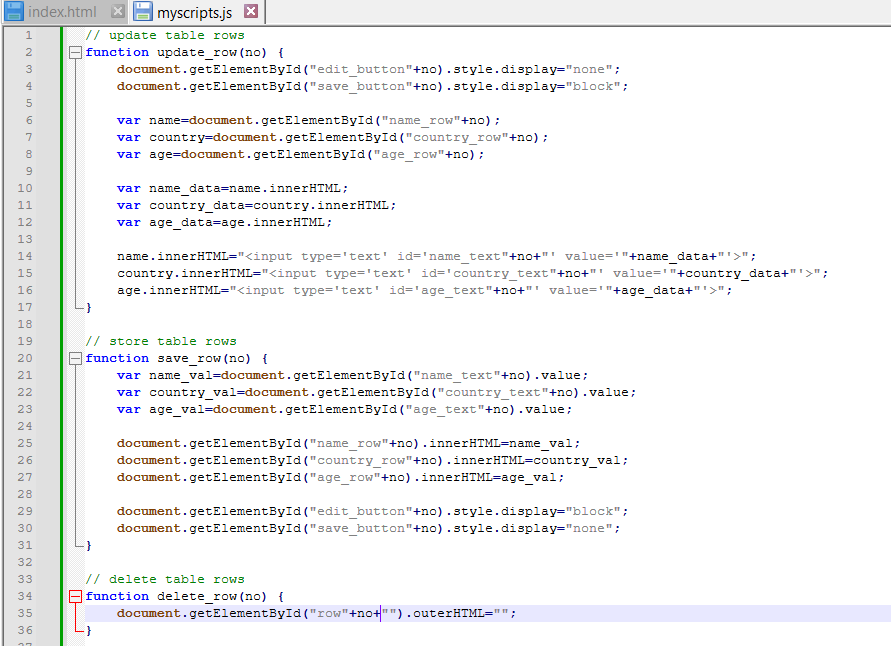 index.html myscripts.js
1 // update table rows
2 function update_row(no) {
3     document.getElementById("edit_button"+no).style.display="none";
4     document.getElementById("save_button"+no).style.display="block";
5
6     var name=document.getElementById("name_row"+no);
7     var country=document.getElementById("country_row"+no);
8     var age=document.getElementById("age_row"+no);
9
10     var name_data=name.innerHTML;
11     var country_data=country.innerHTML;
12     var age_data=age.innerHTML;
13
14     name.innerHTML="<input type='text' id='name_text"+no+"' value='"+name_data+"'>";
15     country.innerHTML="<input type='text' id='country_text"+no+"' value='"+country_data+"'>";
16     age.innerHTML="<input type='text' id='age_text"+no+"' value='"+age_data+"'>";
17 }
18
19 // store table rows
20 function save_row(no) {
21     var name_val=document.getElementById("name_text"+no).value;
22     var country_val=document.getElementById("country_text"+no).value;
23     var age_val=document.getElementById("age_text"+no).value;
24
25     document.getElementById("name_row"+no).innerHTML=name_val;
26     document.getElementById("country_row"+no).innerHTML=country_val;
27     document.getElementById("age_row"+no).innerHTML=age_val;
28
29     document.getElementById("edit_button"+no).style.display="block";
30     document.getElementById("save_button"+no).style.display="none";
31 }
32
33 // delete table rows
34 function delete_row(no) {
35     document.getElementById("row"+no+"").outerHTML="";
36 }